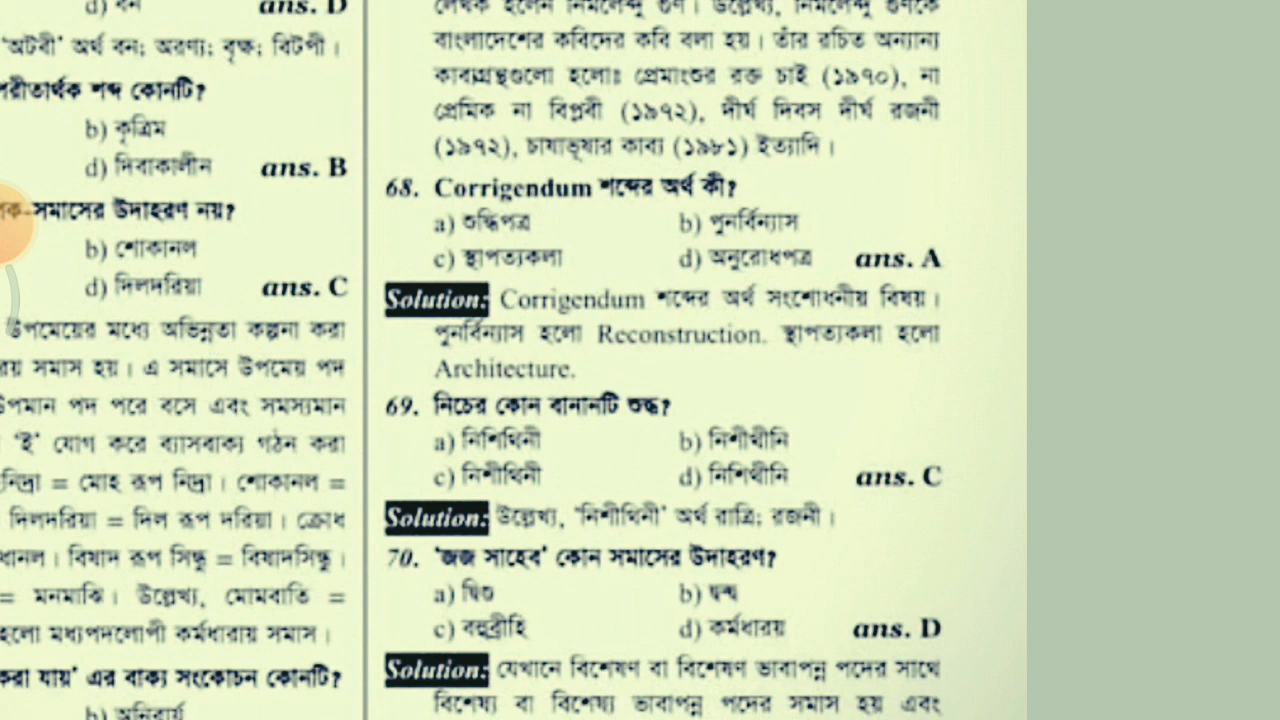 d) বন ans. D
'অটবী' অর্থ বন; অরণ্য; বৃক্ষ; বিটপী।
শব্দ কোনটি?
b) কৃত্রিম
d) দিবাকালীন ans. B
সমাসের উদাহরণ নয়?
b) শোকানল
d) দিলদরিয়া ans. C
উপমেয়ের মধ্যে অভিন্নতা কল্পনা করা
সমাস হয়। এ সমাসে উপমেয় পদ
পদ পরে বসে এবং সমস্যমান
'ই' যোগ করে ব্যাসবাক্য গঠন করা
= মোহ রূপ নিদ্রা। শোকানল =
দিলদরিয়া = দিল রূপ দরিয়া। ক্রোধ
বিষাদ রূপ সিন্ধু = বিষাদসিন্ধু।
= মনমাঝি। উল্লেখ্য, মোমবাতি =
হলো মধ্যপদলোপী কর্মধারায় সমাস।
করা যায়' এর বাক্য সংকোচন কোনটি?
b) অনিবার্য
লেখক হলেন নির্মলেন্দু গুণ। উল্লেখ্য, নির্মলেন্দু গুণকে
বাংলাদেশের কবিদের কবি বলা হয়। তাঁর রচিত অন্যান্য
কাব্যগ্রন্থগুলো হলোঃ প্রেমাংশুর রক্ত চাই (১৯৭০), না
প্রেমিক না বিপ্লবী (১৯৭২), দীর্ঘ দিবস দীর্ঘ রজনী
(১৯৭২), চাষাভূষার কাব্য (১৯৮১) ইত্যাদি।
68. Corrigendum শব্দের অর্থ কী?
a) শুদ্ধিপত্র b) পুনর্বিন্যাস
c) স্থাপত্যকলা d) অনুরোধপত্র ans. A
Solution: Corrigendum শব্দের অর্থ সংশোধনীয় বিষয়।
পুনর্বিন্যাস হলো Reconstruction. স্থাপত্যকলা হলো
Architecture.
69. নিচের কোন বানানটি শুদ্ধ?
a) নিশিথিনী b) নিশীথীনি
c) নিশীথিনী d) নিশিথীনি ans. C
Solution: উল্লেখ্য, 'নিশীথিনী' অর্থ রাত্রি; রজনী।
70. 'জজ সাহেব' কোন সমাসের উদাহরণ?
a) দ্বিগু b) দ্বন্দ্ব
c) বহুব্রীহি d) কর্মধারয় ans. D
Solution: যেখানে বিশেষণ বা বিশেষণ ভাবাপন্ন পদের সাথে
বিশেষ্য বা বিশেষ্য ভাবাপন্ন পদের সমাস হয় এবং